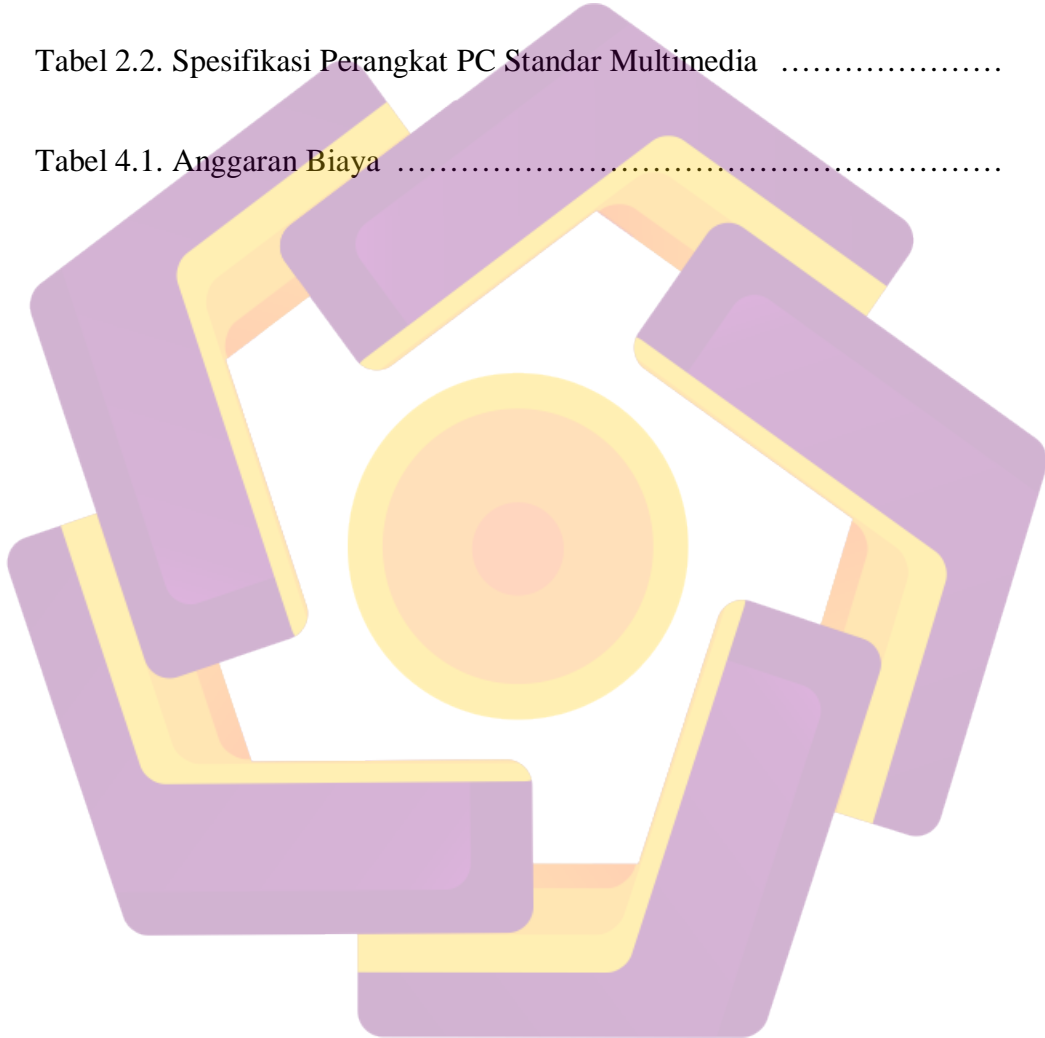 Tabel 2.2. Spesifikasi Perangkat PC Standar Multimedia …………………
Tabel 4.1. Anggaran Biaya …………………………………………………